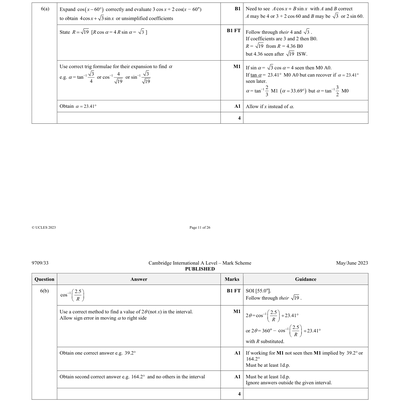 6(a)
Expand cos(x − 60°) correctly and evaluate 3cos x + 2cos(x − 60°)
to obtain 4cos x + √3 sin x or unsimplified coefficients
B1
Need to see A cos x + B sin x with A and B correct
A may be 4 or 3 + 2 cos 60 and B may be √3 or 2 sin 60.
State R = √19 [R cos α = 4 R sin α = √3 ]
B1 FT
Follow through their 4 and √3 .
If coefficients are 3 and 2 then B0.
R = √19 from R = 4.36 B0
but 4.36 seen after √19 ISW.
Use correct trig formulae for their expansion to find α
e.g. α = tan⁻¹ √3/4 or cos⁻¹ 4/√19 or sin⁻¹ √3/√19
M1
If sin α = √3 cos α = 4 seen then M0 A0.
If tan α = 23.41° M0 A0 but can recover if α = 23.41°
seen later.
α = tan⁻¹ 2/3 M1 (α = 33.69°) but α = tan⁻¹ 3/2 M0
Obtain α = 23.41°
A1
Allow if x instead of α.
4
© UCLES 2023
Page 11 of 26
9709/33
Cambridge International A Level – Mark Scheme
PUBLISHED
May/June 2023
Question
Answer
Marks
Guidance
6(b)
cos⁻¹(2.5/R)
B1 FT
SOI [55.0°].
Follow through their √19 .
Use a correct method to find a value of 2θ (not x) in the interval.
Allow sign error in moving α to right side
M1
2θ = cos⁻¹(2.5/R) + 23.41°
or 2θ = 360° − cos⁻¹(2.5/R) + 23.41°
with R substituted.
Obtain one correct answer e.g. 39.2°
A1
If working for M1 not seen then M1 implied by 39.2° or
164.2°
Must be at least 1d.p.
Obtain second correct answer e.g. 164.2° and no others in the interval
A1
Must be at least 1d.p.
Ignore answers outside the given interval.
4